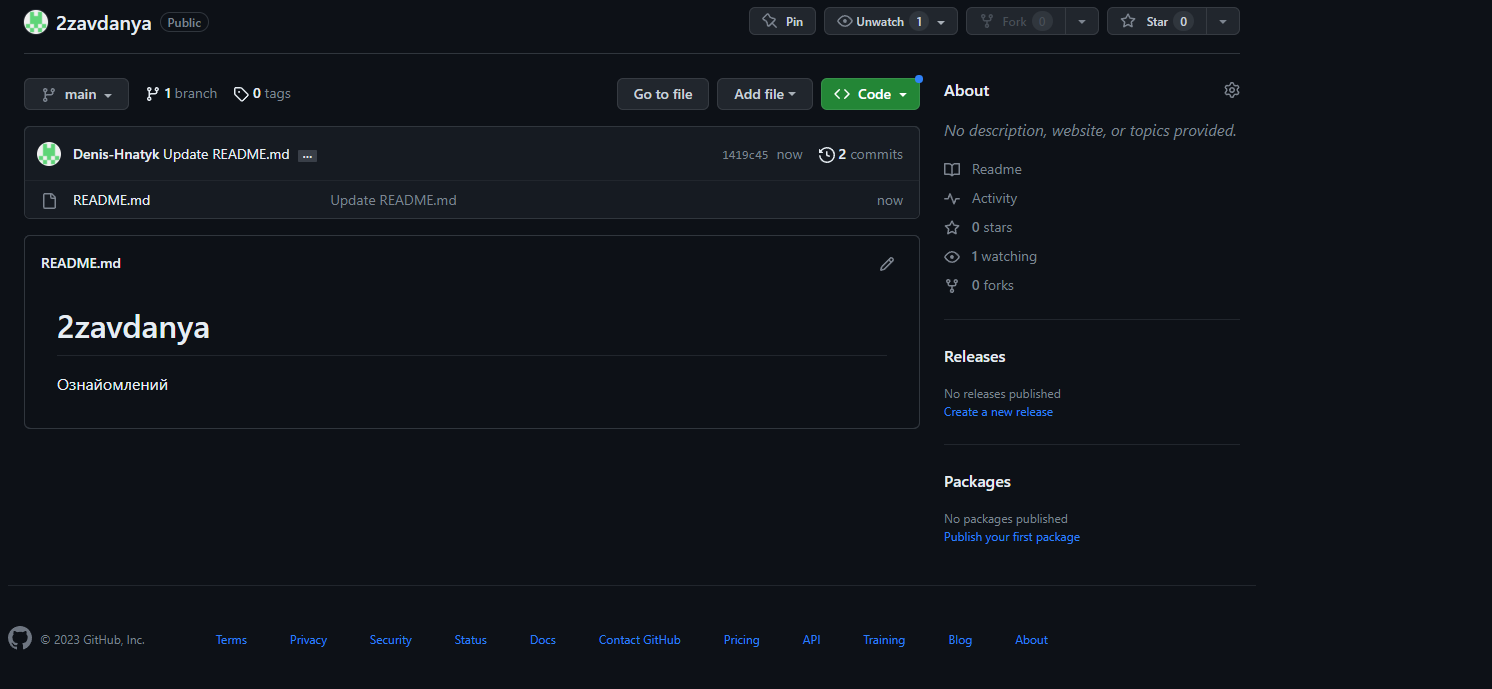 2zavdanya Public Pin Unwatch 1 Fork 0 Star 0
main 1 branch 0 tags Go to file Add file Code
Denis-Hnatyk Update README.md ... 1419c45 now 2 commits
README.md Update README.md now
README.md
2zavdanya
Ознайомлений
About
No description, website, or topics provided.
Readme
Activity
0 stars
1 watching
0 forks
Releases
No releases published
Create a new release
Packages
No packages published
Publish your first package
© 2023 GitHub, Inc. Terms Privacy Security Status Docs Contact GitHub Pricing API Training Blog About